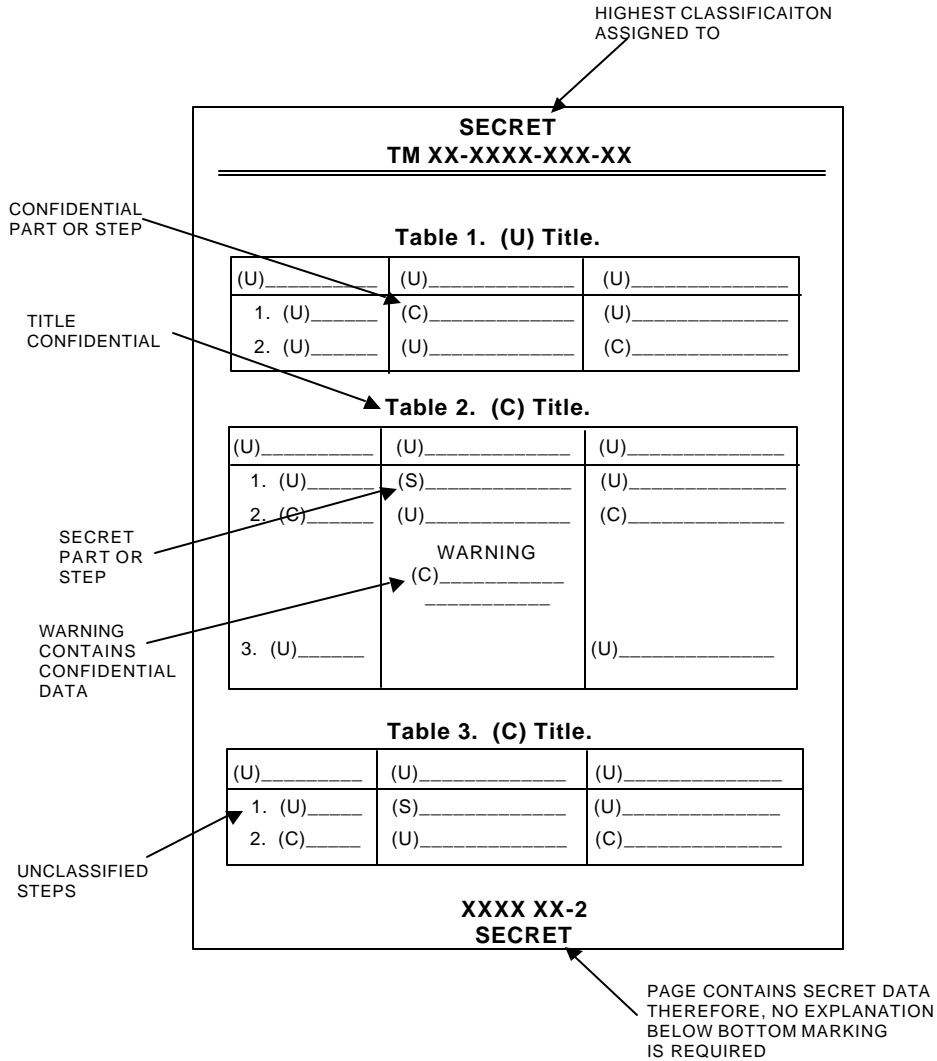 HIGHEST CLASSIFICAITON
ASSIGNED TO
SECRET
TM XX-XXXX-XXX-XX
CONFIDENTIAL
PART OR STEP
Table 1. (U) Title.
(U)__________ (U)_____________ (U)______________
1. (U)______ (C)_____________ (U)______________
2. (U)______ (U)_____________ (C)______________
TITLE
CONFIDENTIAL
Table 2. (C) Title.
(U)__________ (U)_____________ (U)______________
1. (U)______ (S)_____________ (U)______________
2. (C)______ (U)_____________ (C)______________
SECRET
PART OR
STEP
WARNING
(C)___________
___________
WARNING
CONTAINS
CONFIDENTIAL
DATA
3. (U)______ (U)______________
Table 3. (C) Title.
(U)_________ (U)_____________ (U)______________
1. (U)_____ (S)_____________ (U)______________
2. (C)_____ (U)_____________ (C)______________
UNCLASSIFIED
STEPS
XXXX XX-2
SECRET
PAGE CONTAINS SECRET DATA
THEREFORE, NO EXPLANATION
BELOW BOTTOM MARKING
IS REQUIRED